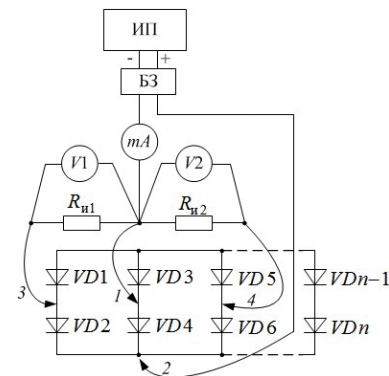 ИП
- +
БЗ
mA
V1 V2
Rи1 Rи2
VD1 VD3 VD5 VDn-1
3 1 4
VD2 VD4 VD6 VDn
2